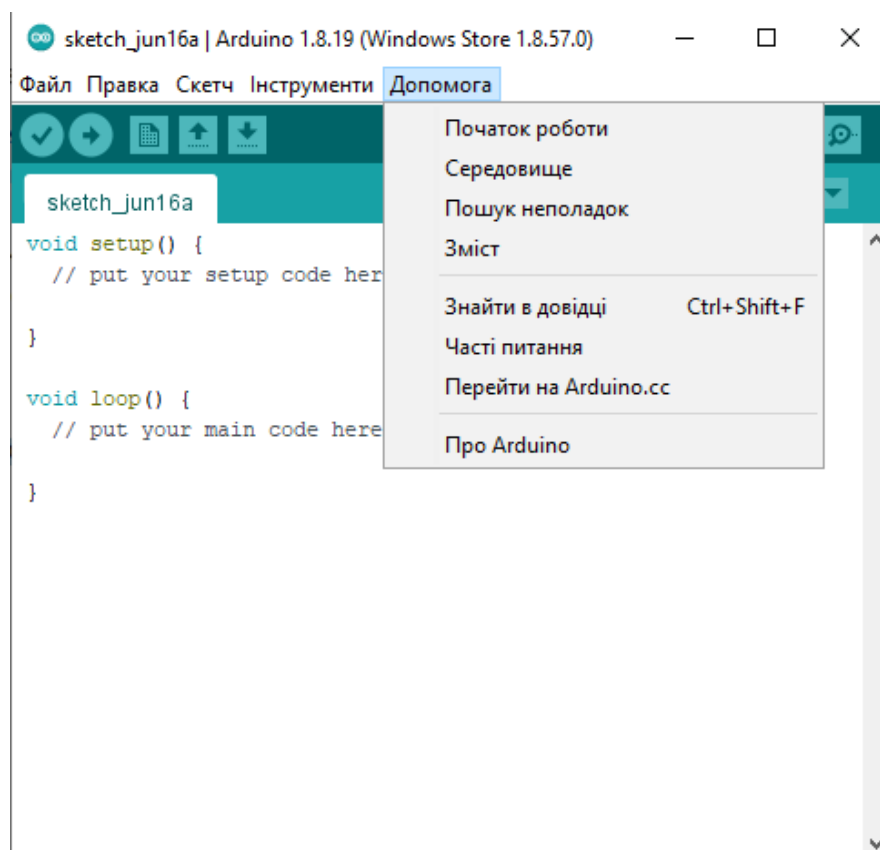 sketch_jun16a | Arduino 1.8.19 (Windows Store 1.8.57.0)
Файл Правка Скетч Інструменти Допомога
sketch_jun16a
void setup() {
// put your setup code her
}
void loop() {
// put your main code here
}
Початок роботи
Середовище
Пошук неполадок
Зміст
Знайти в довідці Ctrl+Shift+F
Часті питання
Перейти на Arduino.cc
Про Arduino